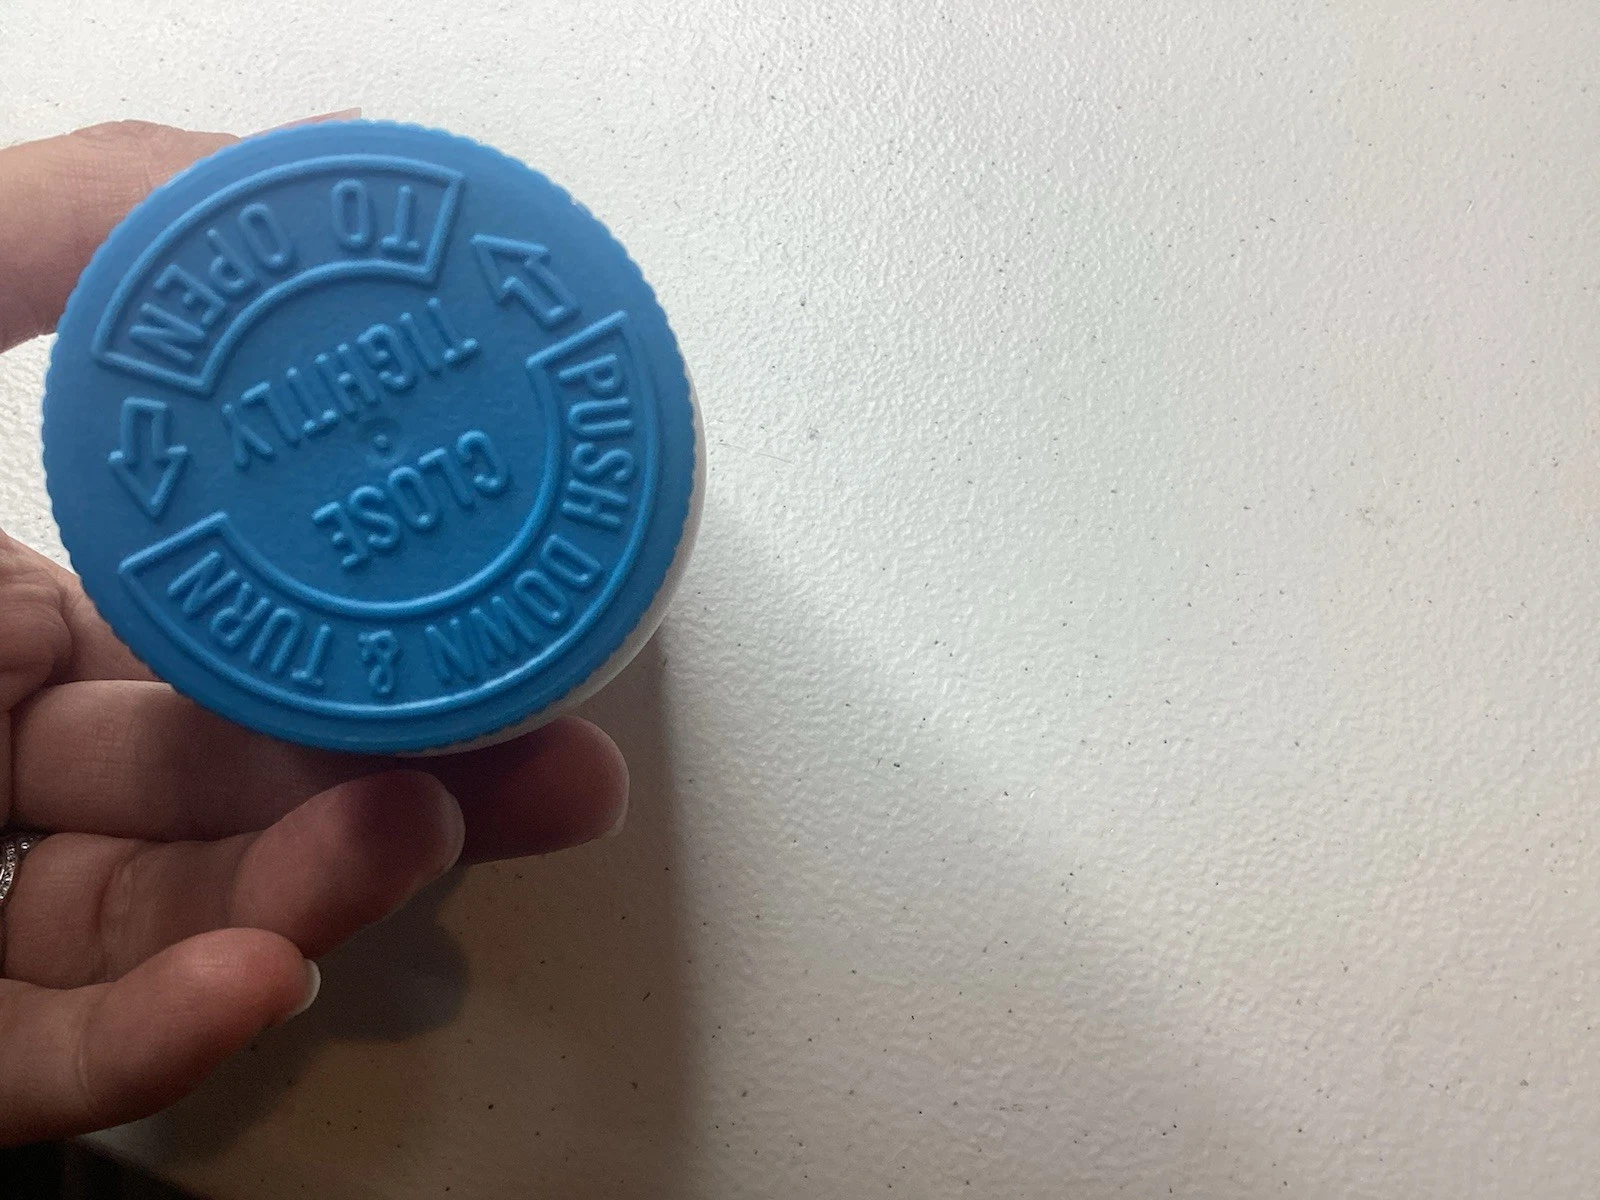 PUSH DOWN & TURN
TO OPEN
CLOSE
TIGHTLY